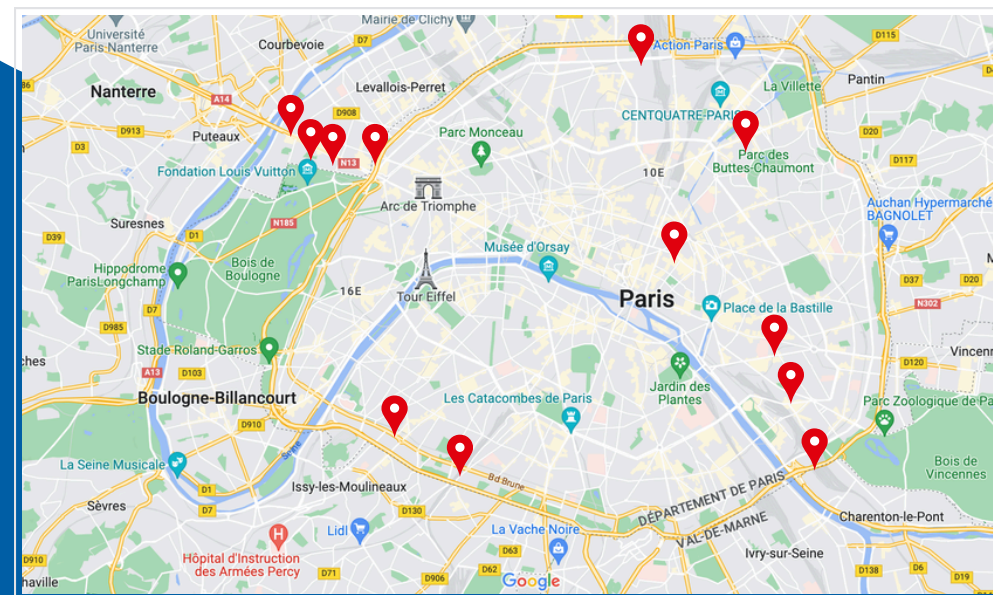 Mairie de Clichy
Université
Paris Nanterre
Courbevoie
D7
Action Paris
D115
86
Nanterre
A14
Levallois-Perret
D908
La Villette
Pantin
CENTQUATRE-PARIS
D913
D3
Puteaux
Parc Monceau
D20
N13
Fondation Louis Vuitton
Parc des
Buttes-Chaumont
D117
10E
Arc de Triomphe
Auchan Hypermarché
BAGNOLET
Suresnes
N185
D39
D1
Musée d'Orsay
Hippodrome
ParisLongchamp
Bois de
Boulogne
D37
D20
16E
Tour Eiffel
Paris
Place de la Bastille
N302
D7
D985
Stade Roland-Garros
ches
D120
Vincenn
A13
D103
Boulogne-Billancourt
Les Catacombes de Paris
Jardin des
Plantes
Parc Zoologique de Pa
D910
La Seine Musicale
Seine
Bd Brune
Bois de
Vincennes
D1
D7
Issy-les-Moulineaux
DÉPARTEMENT DE PARIS
VAL-DE-MARNE
Sèvres
D130
Charenton-le-Pont
Lidl
La Vache Noire
Hôpital d'Instruction
des Armées Percy
D63
Ivry-sur-Seine
D910
haville
D71
D906
D62
Google
D138
D6
D19